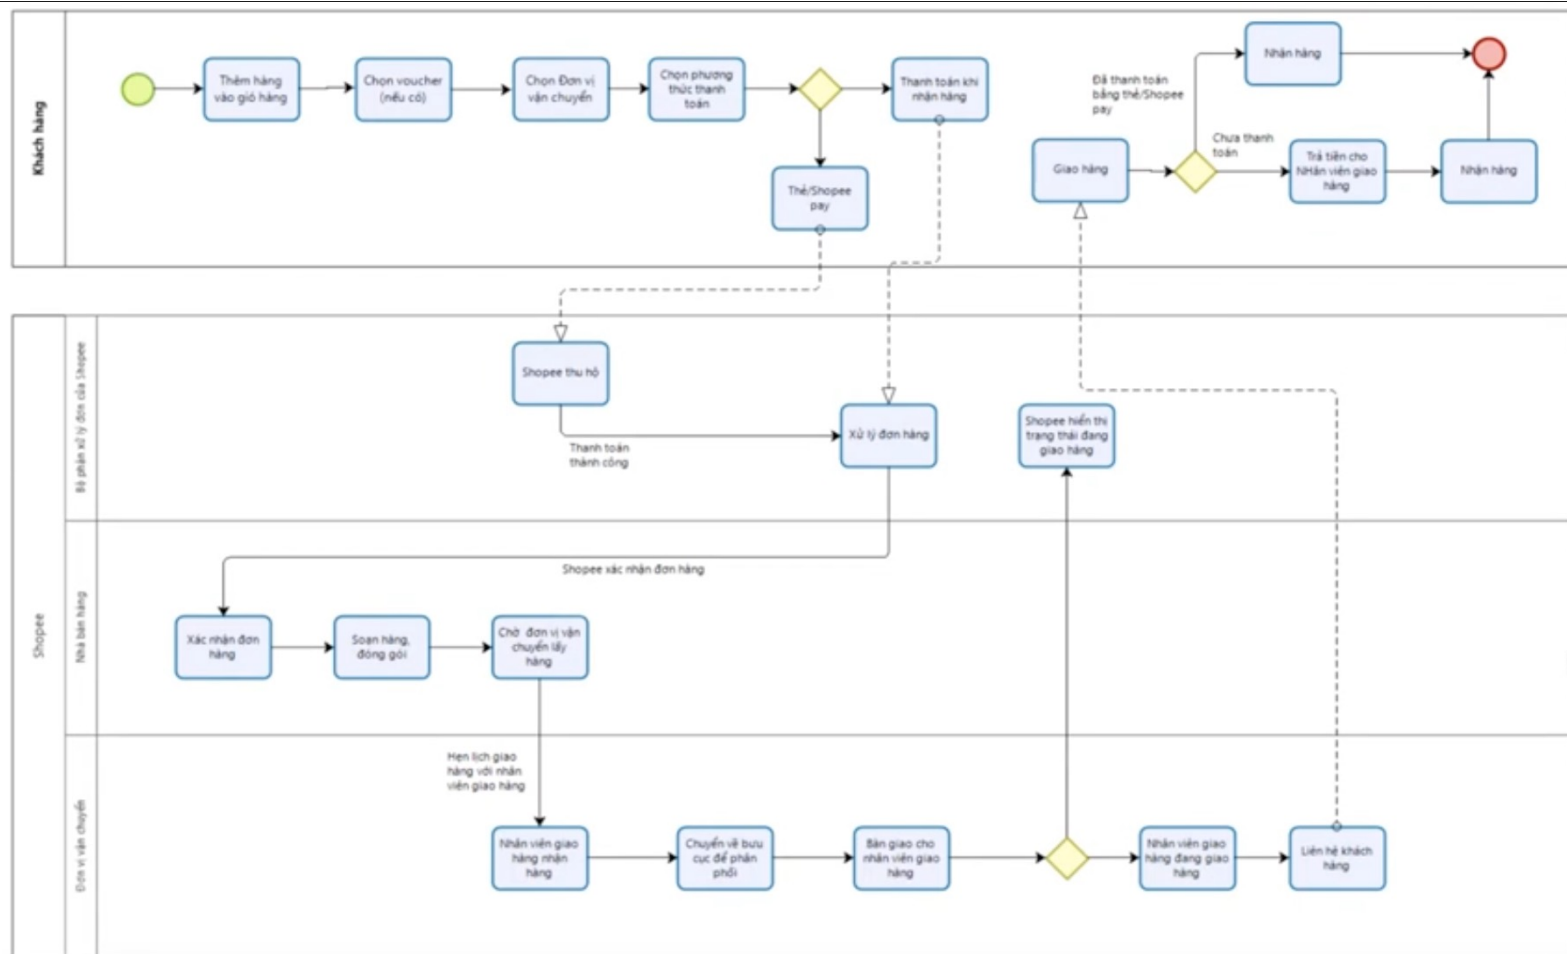 Khách hàng
Thêm hàng
vào giỏ hàng
Chọn voucher
(nếu có)
Chọn Đơn vị
vận chuyển
Chọn phương
thức thanh
toán
Thanh toán khi
nhận hàng
Thẻ/Shopee
pay
Giao hàng
Đã thanh toán
bằng thẻ/Shopee
pay
Chưa thanh
toán
Nhận hàng
Trả tiền cho
NHân viên giao
hàng
Nhận hàng
Shopee
Bộ phận xử lý đơn của Shopee
Shopee thu hộ
Thanh toán
thành công
Xử lý đơn hàng
Shopee hiển thị
trạng thái đang
giao hàng
Nhà bán hàng
Shopee xác nhận đơn hàng
Xác nhận đơn
hàng
Soạn hàng,
đóng gói
Chờ đơn vị vận
chuyển lấy
hàng
Đơn vị vận chuyển
Hẹn lịch giao
hàng với nhân
viên giao hàng
Nhân viên giao
hàng nhận
hàng
Chuyển về bưu
cục để phân
phối
Bàn giao cho
nhân viên giao
hàng
Nhân viên giao
hàng đang giao
hàng
Liên hệ khách
hàng